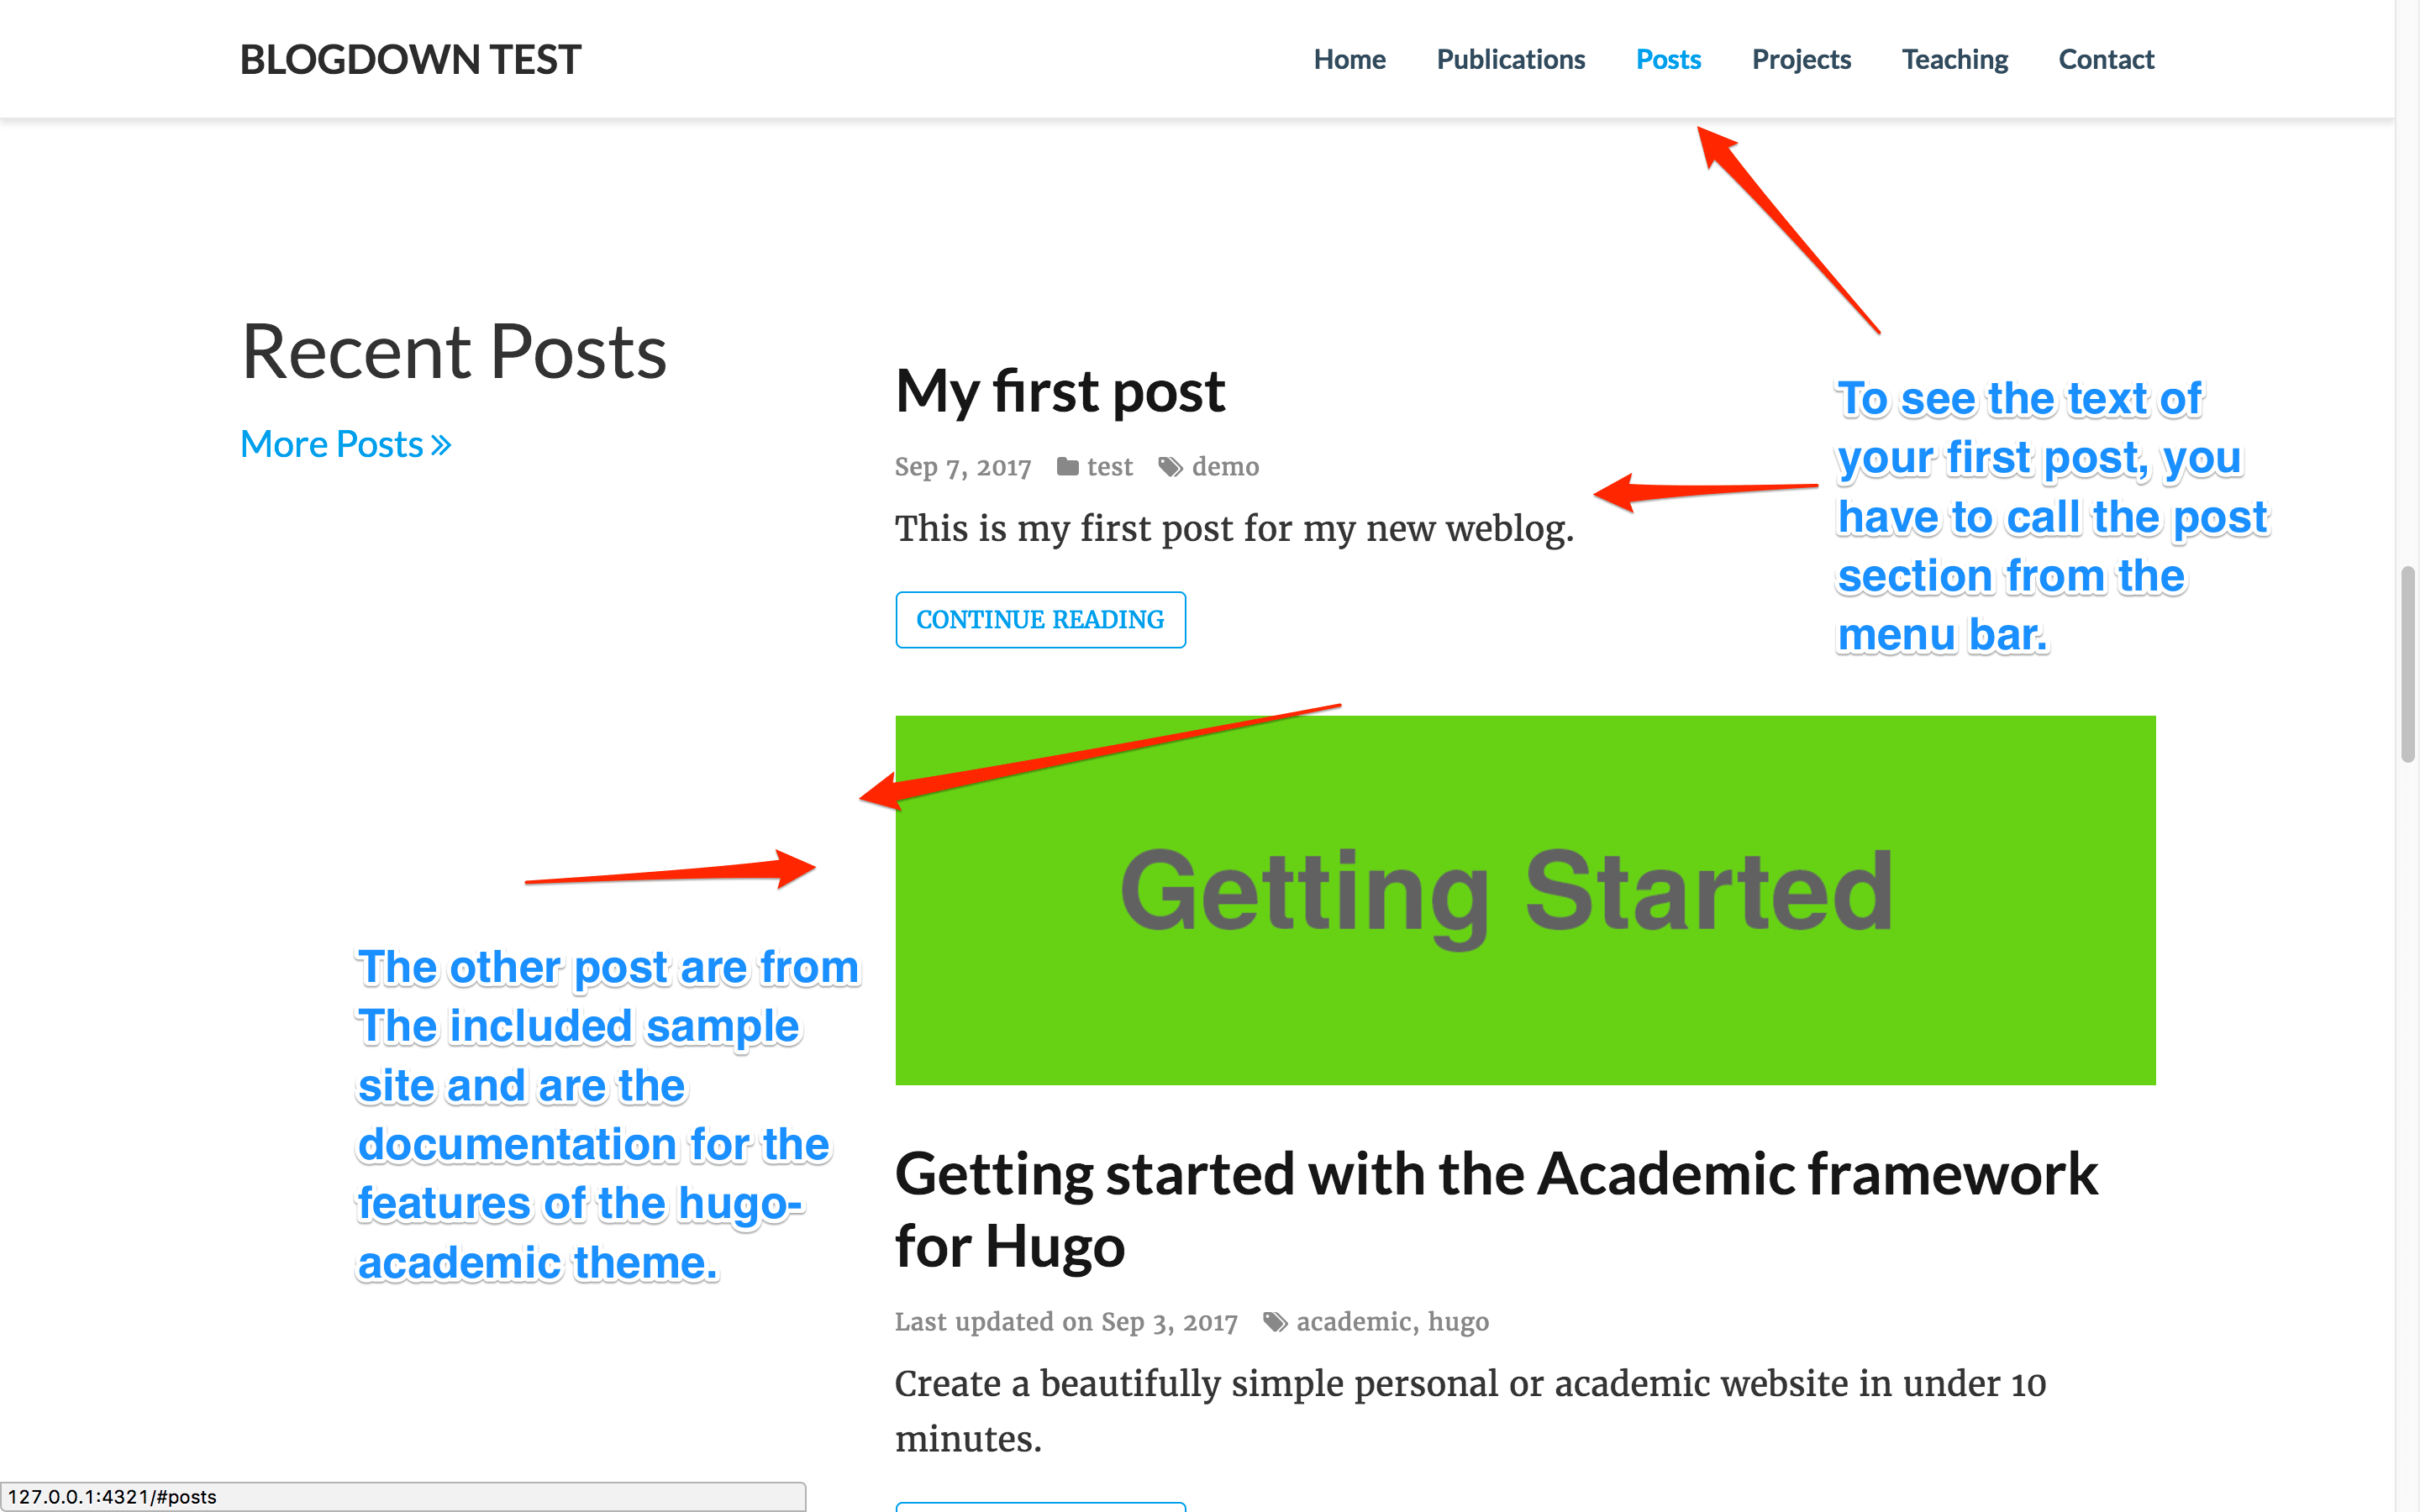 BLOGDOWN TEST
Home Publications Posts Projects Teaching Contact
Recent Posts
More Posts »
My first post
Sep 7, 2017 test demo
This is my first post for my new weblog.
CONTINUE READING
To see the text of
your first post, you
have to call the post
section from the
menu bar.
Getting Started
The other post are from
The included sample
site and are the
documentation for the
features of the hugo-
academic theme.
Getting started with the Academic framework
for Hugo
Last updated on Sep 3, 2017 academic, hugo
Create a beautifully simple personal or academic website in under 10
minutes.
127.0.0.1:4321/#posts